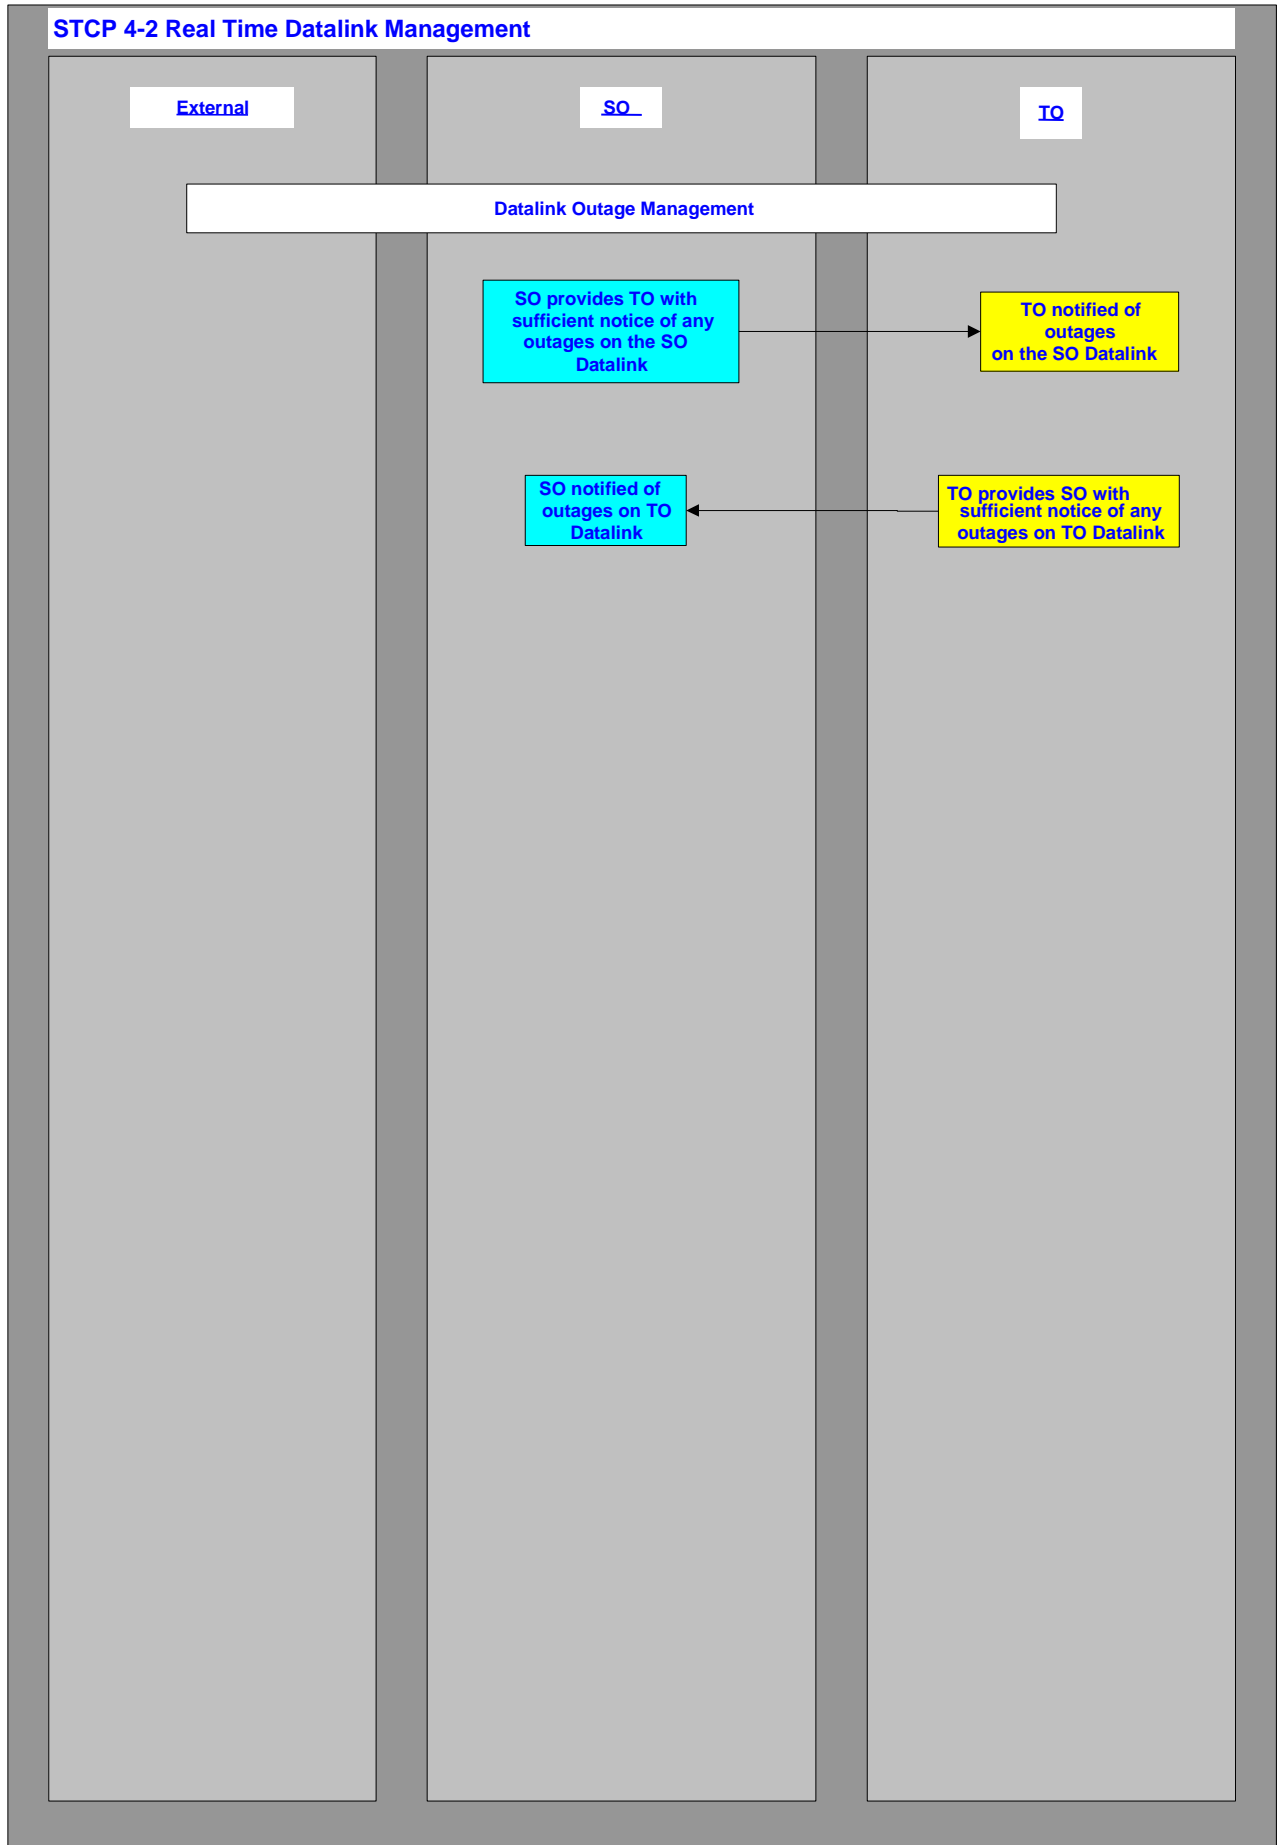 STCP 4-2 Real Time Datalink Management
External
SO
TO
Datalink Outage Management
SO provides TO with
sufficient notice of any
outages on the SO
Datalink
TO notified of
outages
on the SO Datalink
SO notified of
outages on TO
Datalink
TO provides SO with
sufficient notice of any
outages on TO Datalink